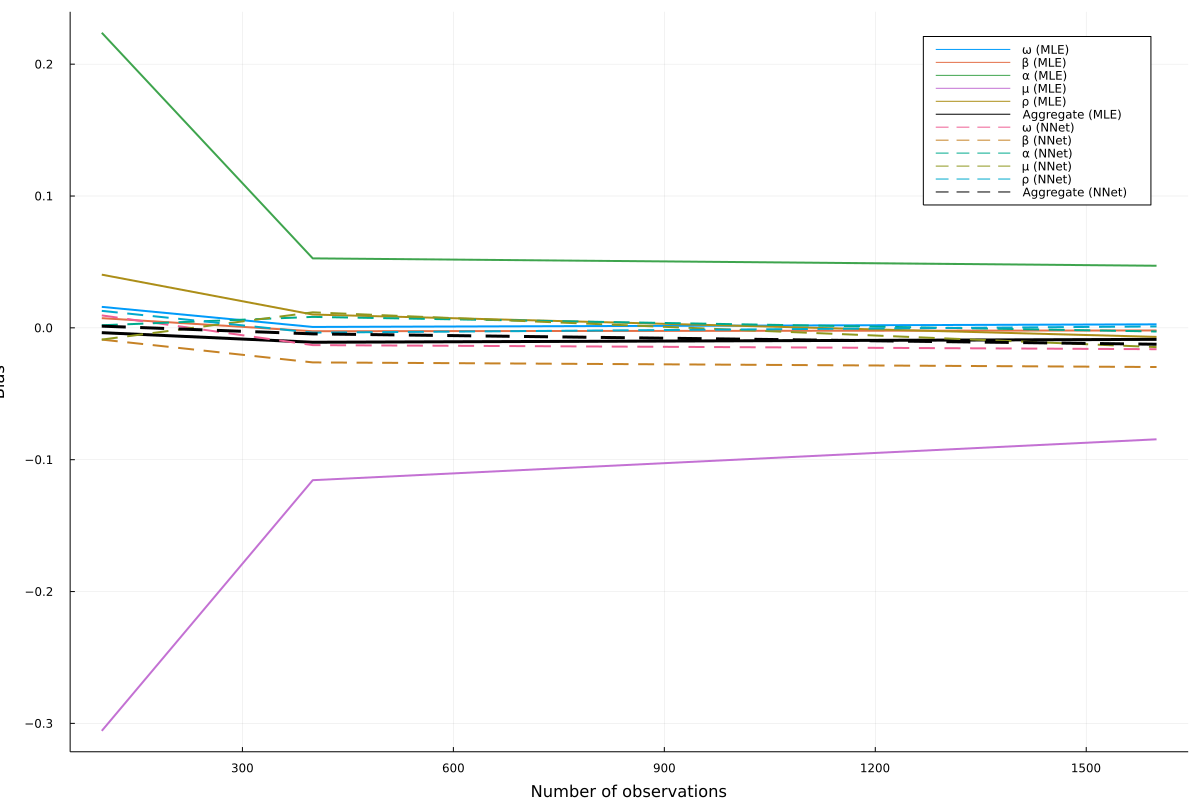 0.2
0.1
0.0
−0.1
−0.2
−0.3
300
600
900
1200
1500
Number of observations
ω (MLE)
β (MLE)
α (MLE)
μ (MLE)
ρ (MLE)
Aggregate (MLE)
ω (NNet)
β (NNet)
α (NNet)
μ (NNet)
ρ (NNet)
Aggregate (NNet)